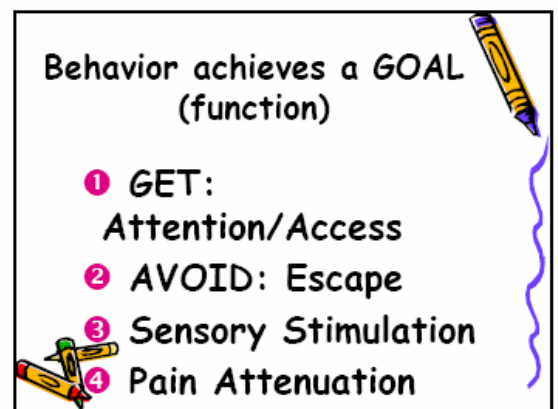 Behavior achieves a GOAL
(function)
❶ GET:
Attention/Access
❷ AVOID: Escape
❸ Sensory Stimulation
❹ Pain Attenuation